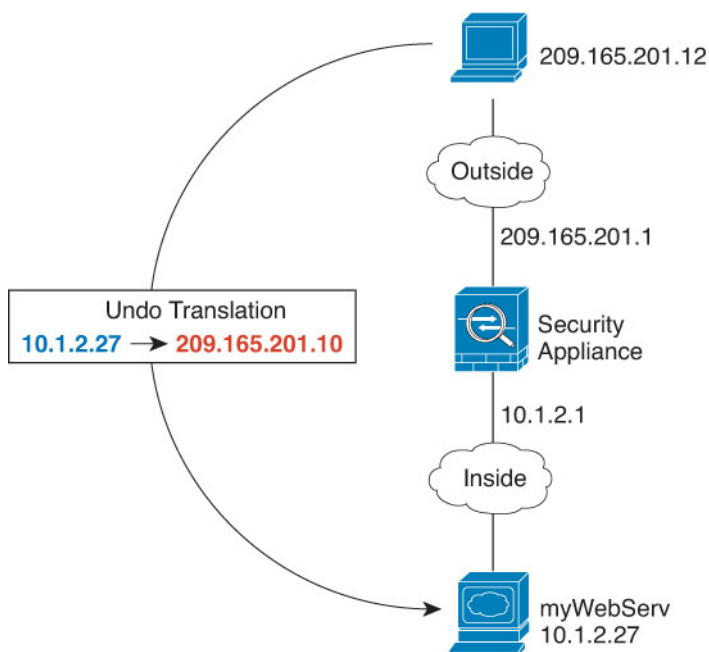 209.165.201.12
Outside
209.165.201.1
Undo Translation
10.1.2.27 → 209.165.201.10
Security
Appliance
10.1.2.1
Inside
myWebServ
10.1.2.27